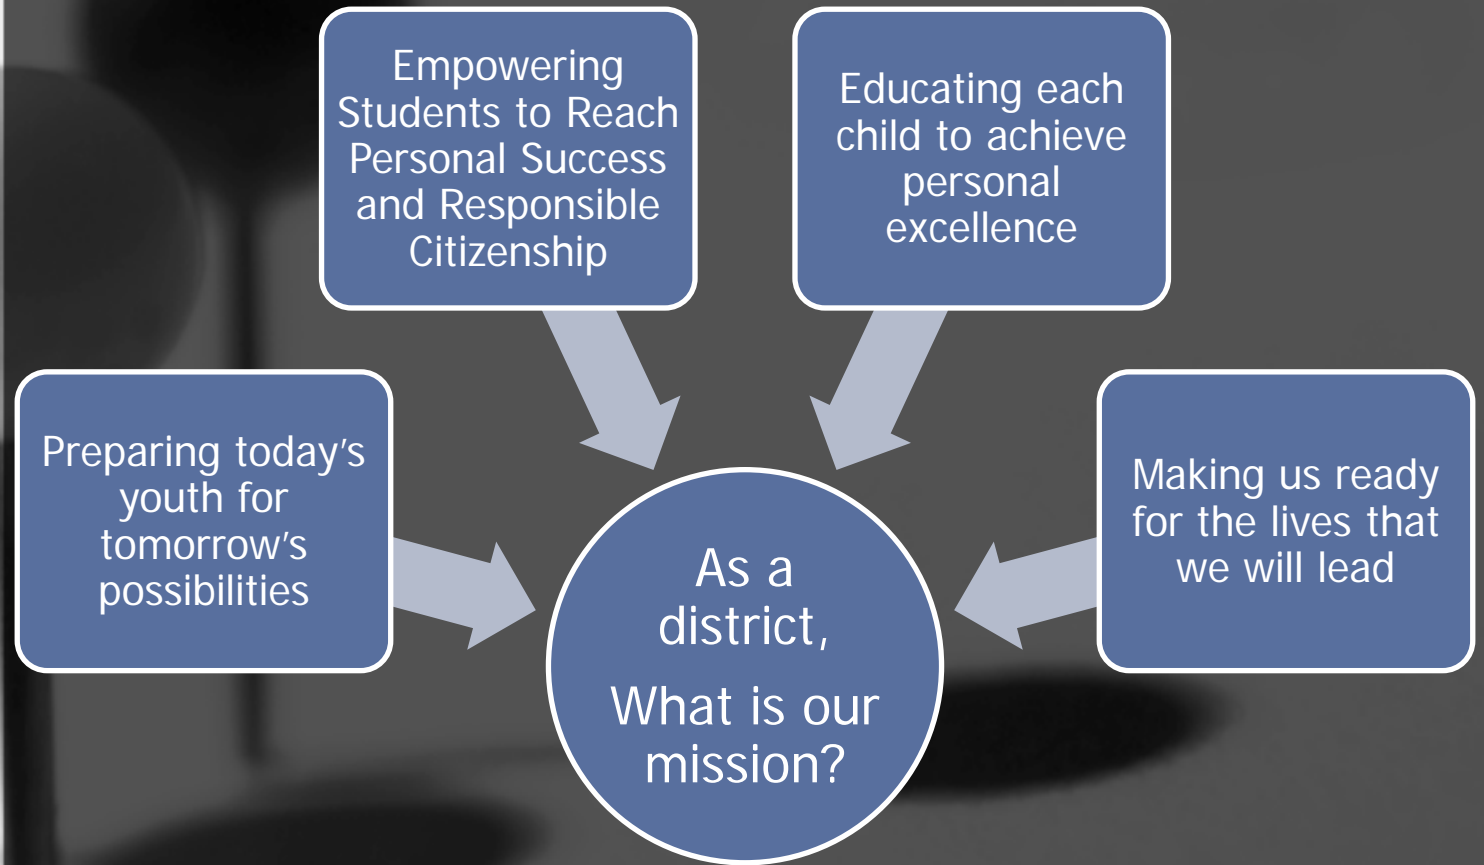 Empowering
Students to Reach
Personal Success
and Responsible
Citizenship
Educating each
child to achieve
personal
excellence
Preparing today's
youth for
tomorrow's
possibilities
Making us ready
for the lives that
we will lead
As a
district,
What is our
mission?